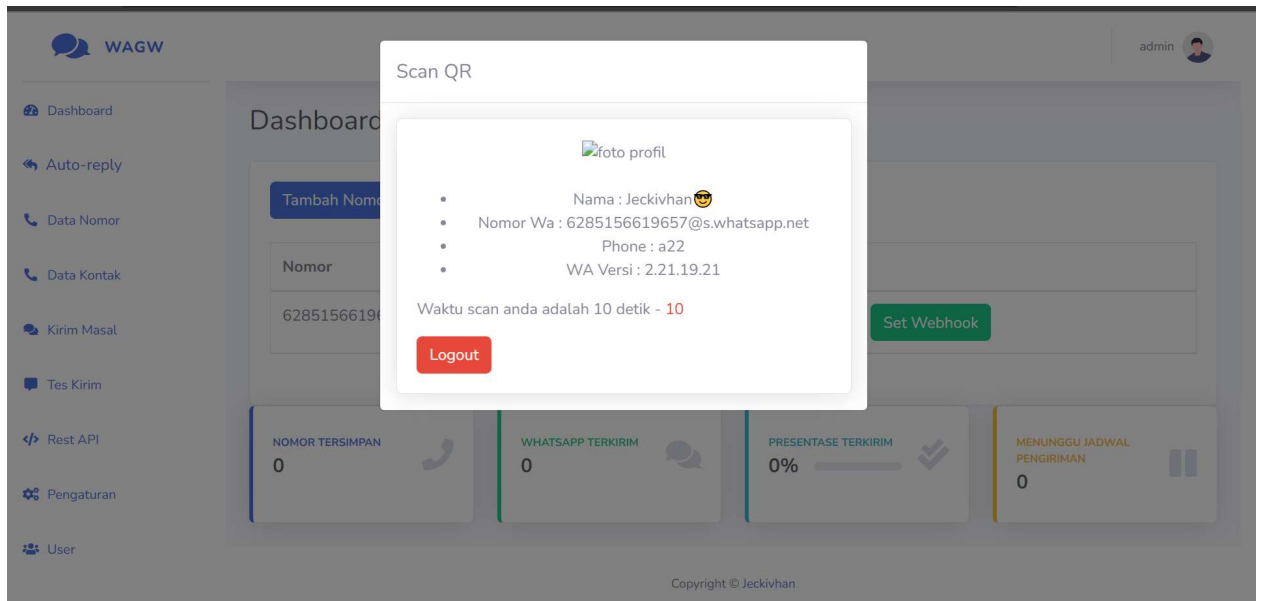 WAGW
admin
Scan QR
Dashboard
Dashboard
foto profil
Auto-reply
Tambah Nomo
Nama : Jeckivhan😎
Data Nomor
Nomor Wa : 6285156619657@s.whatsapp.net
Phone : a22
Nomor
WA Versi : 2.21.19.21
Data Kontak
6285156619
Waktu scan anda adalah 10 detik - 10
Set Webhook
Kirim Masal
Logout
Tes Kirim
Rest API
NOMOR TERSIMPAN
0
WHATSAPP TERKIRIM
0
PRESENTASE TERKIRIM
0%
MENUNGGU JADWAL
PENGIRIMAN
0
Pengaturan
User
Copyright © Jeckivhan